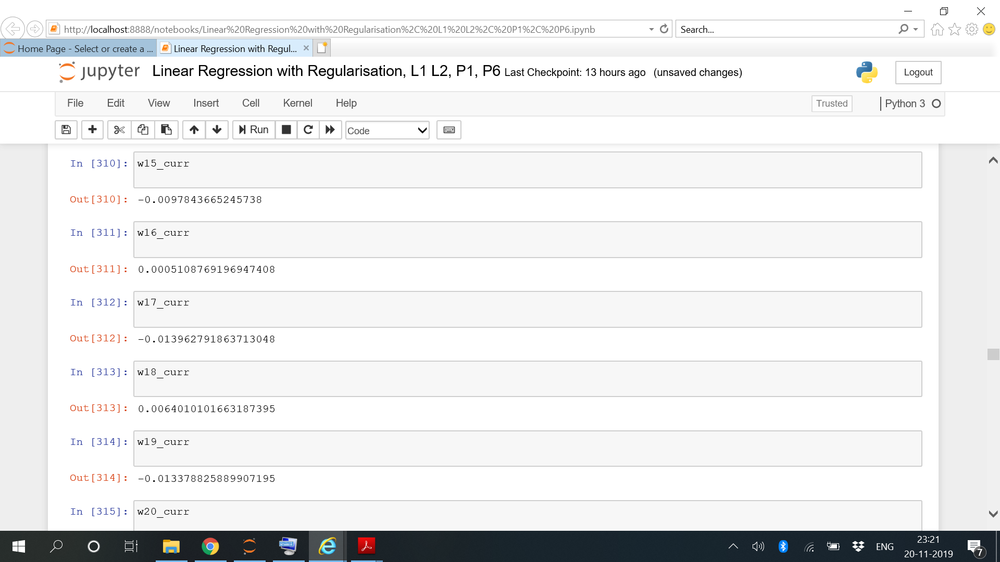 http://localhost:8888/notebooks/Linear%20Regression%20with%20Regularisation%2C%20L1%20L2%2C%20P1%2C%20P6.ipynb
Search...
Home Page - Select or create a ...
Linear Regression with Regul...
jupyter Linear Regression with Regularisation, L1 L2, P1, P6 Last Checkpoint: 13 hours ago (unsaved changes)
Logout
File Edit View Insert Cell Kernel Help
Trusted
Python 3
Run
Code
In [310]: w15_curr
Out[310]: -0.0097843665245738
In [311]: w16_curr
Out[311]: 0.0005108769196947408
In [312]: w17_curr
Out[312]: -0.013962791863713048
In [313]: w18_curr
Out[313]: 0.0064010101663187395
In [314]: w19_curr
Out[314]: -0.013378825889907195
In [315]: w20_curr
ENG
23:21
20-11-2019
7